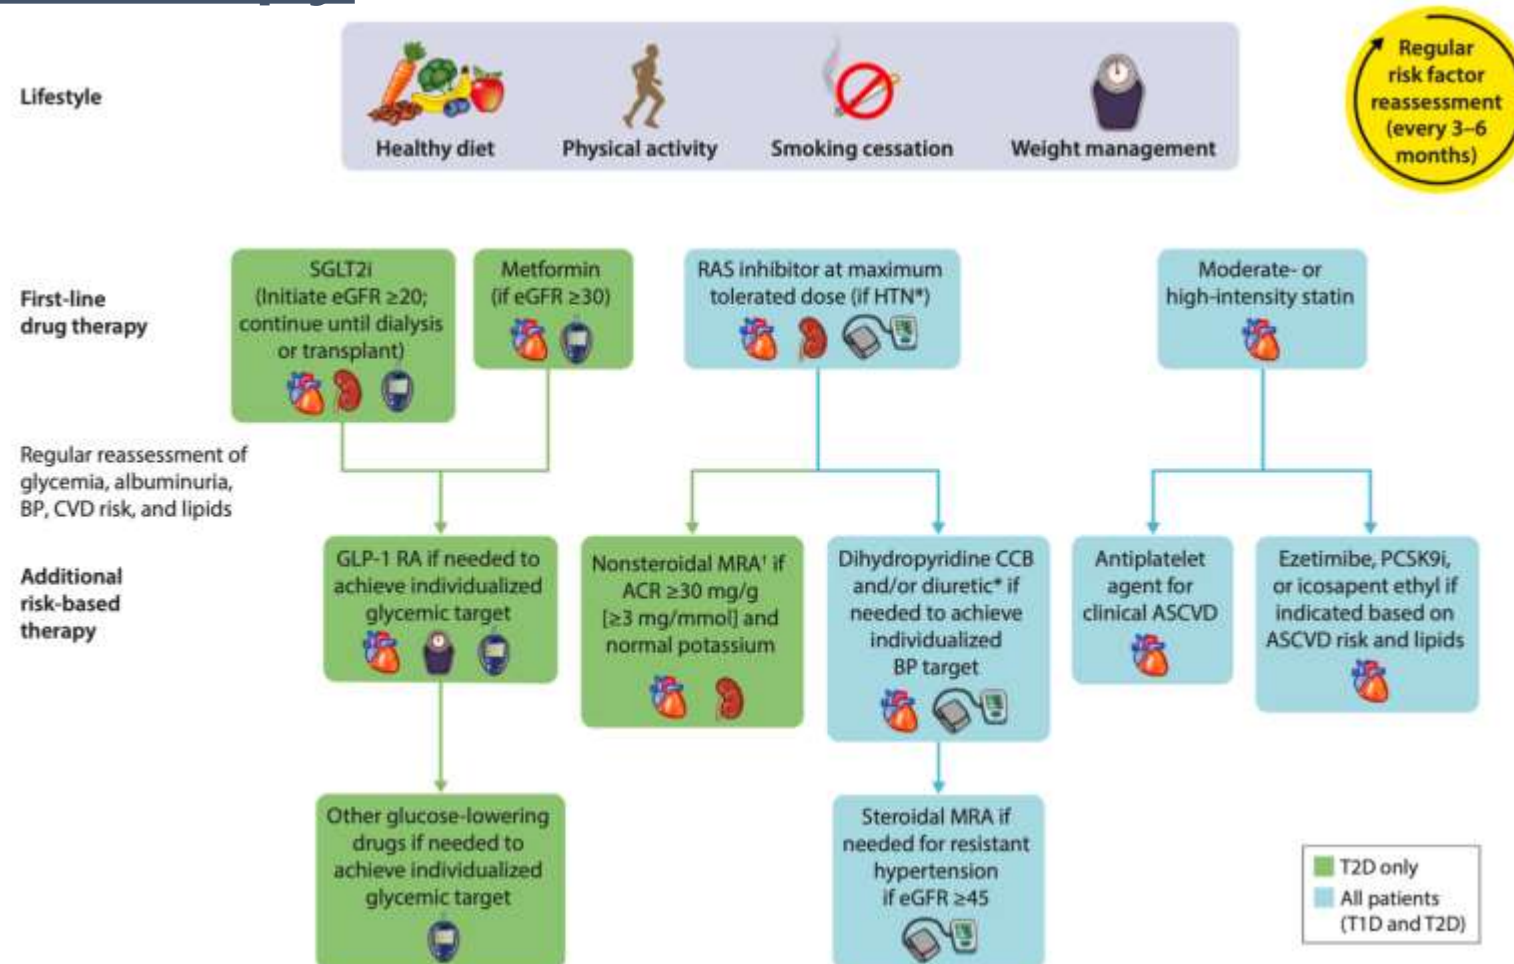 Lifestyle
Healthy diet
Physical activity
Smoking cessation
Weight management
Regular
risk factor
reassessment
(every 3–6
months)
First-line
drug therapy
SGLT2i
(Initiate eGFR ≥20;
continue until dialysis
or transplant)
Metformin
(if eGFR ≥30)
RAS inhibitor at maximum
tolerated dose (if HTN*)
Moderate- or
high-intensity statin
Regular reassessment of
glycemia, albuminuria,
BP, CVD risk, and lipids
Additional
risk-based
therapy
GLP-1 RA if needed to
achieve individualized
glycemic target
Nonsteroidal MRA† if
ACR ≥30 mg/g
[≥3 mg/mmol] and
normal potassium
Dihydropyridine CCB
and/or diuretic* if
needed to achieve
individualized
BP target
Antiplatelet
agent for
clinical ASCVD
Ezetimibe, PCSK9i,
or icosapent ethyl if
indicated based on
ASCVD risk and lipids
Other glucose-lowering
drugs if needed to
achieve individualized
glycemic target
Steroidal MRA if
needed for resistant
hypertension
if eGFR ≥45
T2D only
All patients
(T1D and T2D)